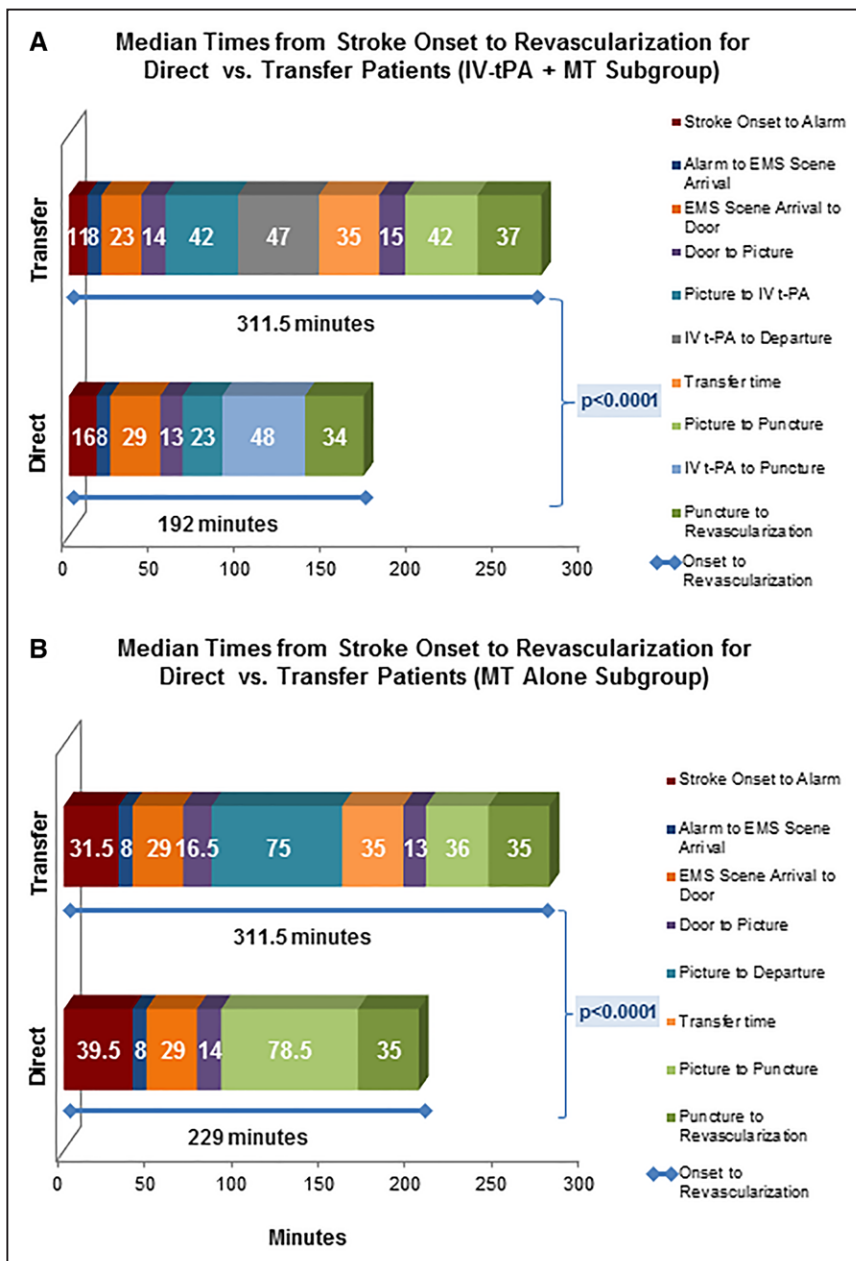 A
Median Times from Stroke Onset to Revascularization for
Direct vs. Transfer Patients (IV-tPA + MT Subgroup)
Transfer
11 8 23 14 42 47 35 15 42 37
311.5 minutes
Direct
16 8 29 13 23 48 34
192 minutes
p<0.0001
0 50 100 150 200 250 300
Stroke Onset to Alarm
Alarm to EMS Scene
Arrival
EMS Scene Arrival to
Door
Door to Picture
Picture to IV t-PA
IV t-PA to Departure
Transfer time
Picture to Puncture
IV t-PA to Puncture
Puncture to
Revascularization
Onset to
Revascularization
B
Median Times from Stroke Onset to Revascularization for
Direct vs. Transfer Patients (MT Alone Subgroup)
Transfer
31.5 8 29 16.5 75 35 13 36 35
311.5 minutes
Direct
39.5 8 29 14 78.5 35
229 minutes
p<0.0001
0 50 100 150 200 250 300
Minutes
Stroke Onset to Alarm
Alarm to EMS Scene
Arrival
EMS Scene Arrival to
Door
Door to Picture
Picture to Departure
Transfer time
Picture to Puncture
Puncture to
Revascularization
Onset to
Revascularization